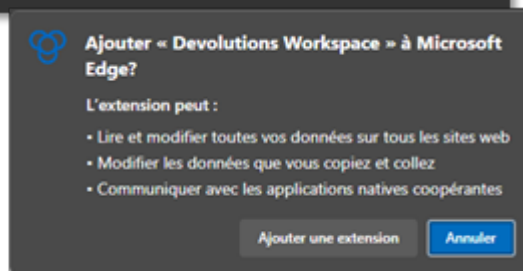 Ajouter « Devolutions Workspace » à Microsoft
Edge?
L'extension peut :
• Lire et modifier toutes vos données sur tous les sites web
• Modifier les données que vous copiez et collez
• Communiquer avec les applications natives coopérantes
Ajouter une extension Annuler